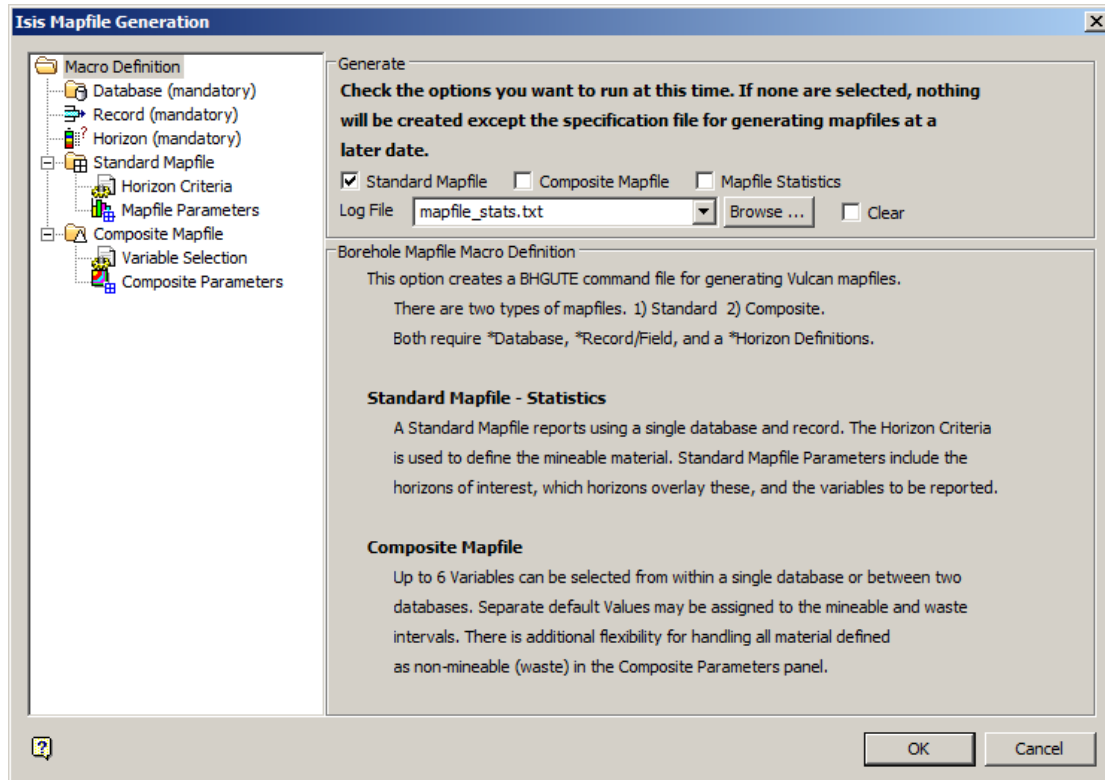 Isis Mapfile Generation
Macro Definition
Database (mandatory)
Record (mandatory)
Horizon (mandatory)
Standard Mapfile
Horizon Criteria
Mapfile Parameters
Composite Mapfile
Variable Selection
Composite Parameters
Generate
Check the options you want to run at this time. If none are selected, nothing
will be created except the specification file for generating mapfiles at a
later date.
Standard Mapfile Composite Mapfile Mapfile Statistics
Log File mapfile_stats.txt Browse ... Clear
Borehole Mapfile Macro Definition
This option creates a BHGUTE command file for generating Vulcan mapfiles.
There are two types of mapfiles. 1) Standard 2) Composite.
Both require *Database, *Record/Field, and a *Horizon Definitions.
Standard Mapfile - Statistics
A Standard Mapfile reports using a single database and record. The Horizon Criteria
is used to define the mineable material. Standard Mapfile Parameters include the
horizons of interest, which horizons overlay these, and the variables to be reported.
Composite Mapfile
Up to 6 Variables can be selected from within a single database or between two
databases. Separate default Values may be assigned to the mineable and waste
intervals. There is additional flexibility for handling all material defined
as non-mineable (waste) in the Composite Parameters panel.
OK Cancel